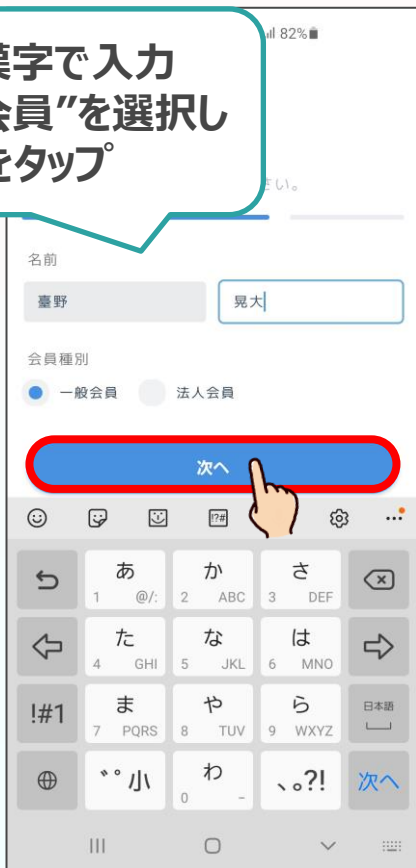 82%
漢字で入力
会員”を選択し
をタップ
さい。
名前
臺野 晃大
会員種別
一般会員 法人会員
次へ
!?#
あ 1 @/: か 2 ABC さ 3 DEF
た 4 GHI な 5 JKL は 6 MNO
!#1 ま 7 PQRS や 8 TUV ら 9 WXYZ 日本語
゛゜小 わ 0 - 、。?! 次へ